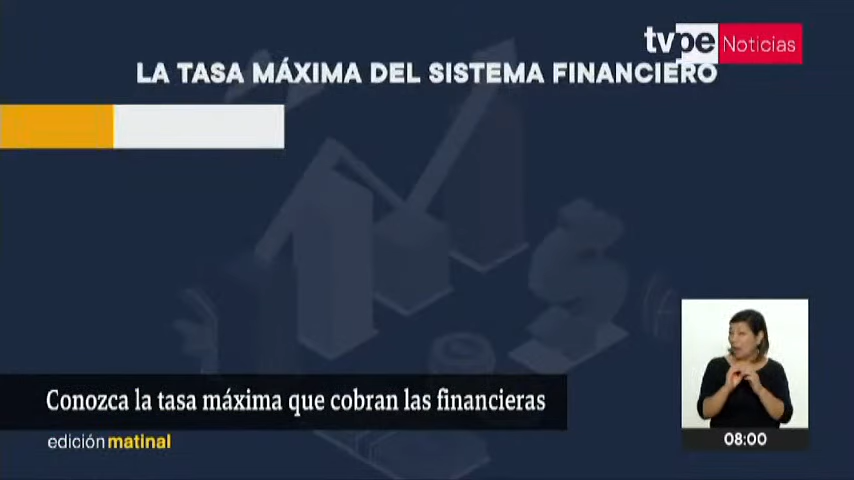 tvpe Noticias
LA TASA MÁXIMA DEL SISTEMA FINANCIERO
Conozca la tasa máxima que cobran las financieras
edición matinal
08:00